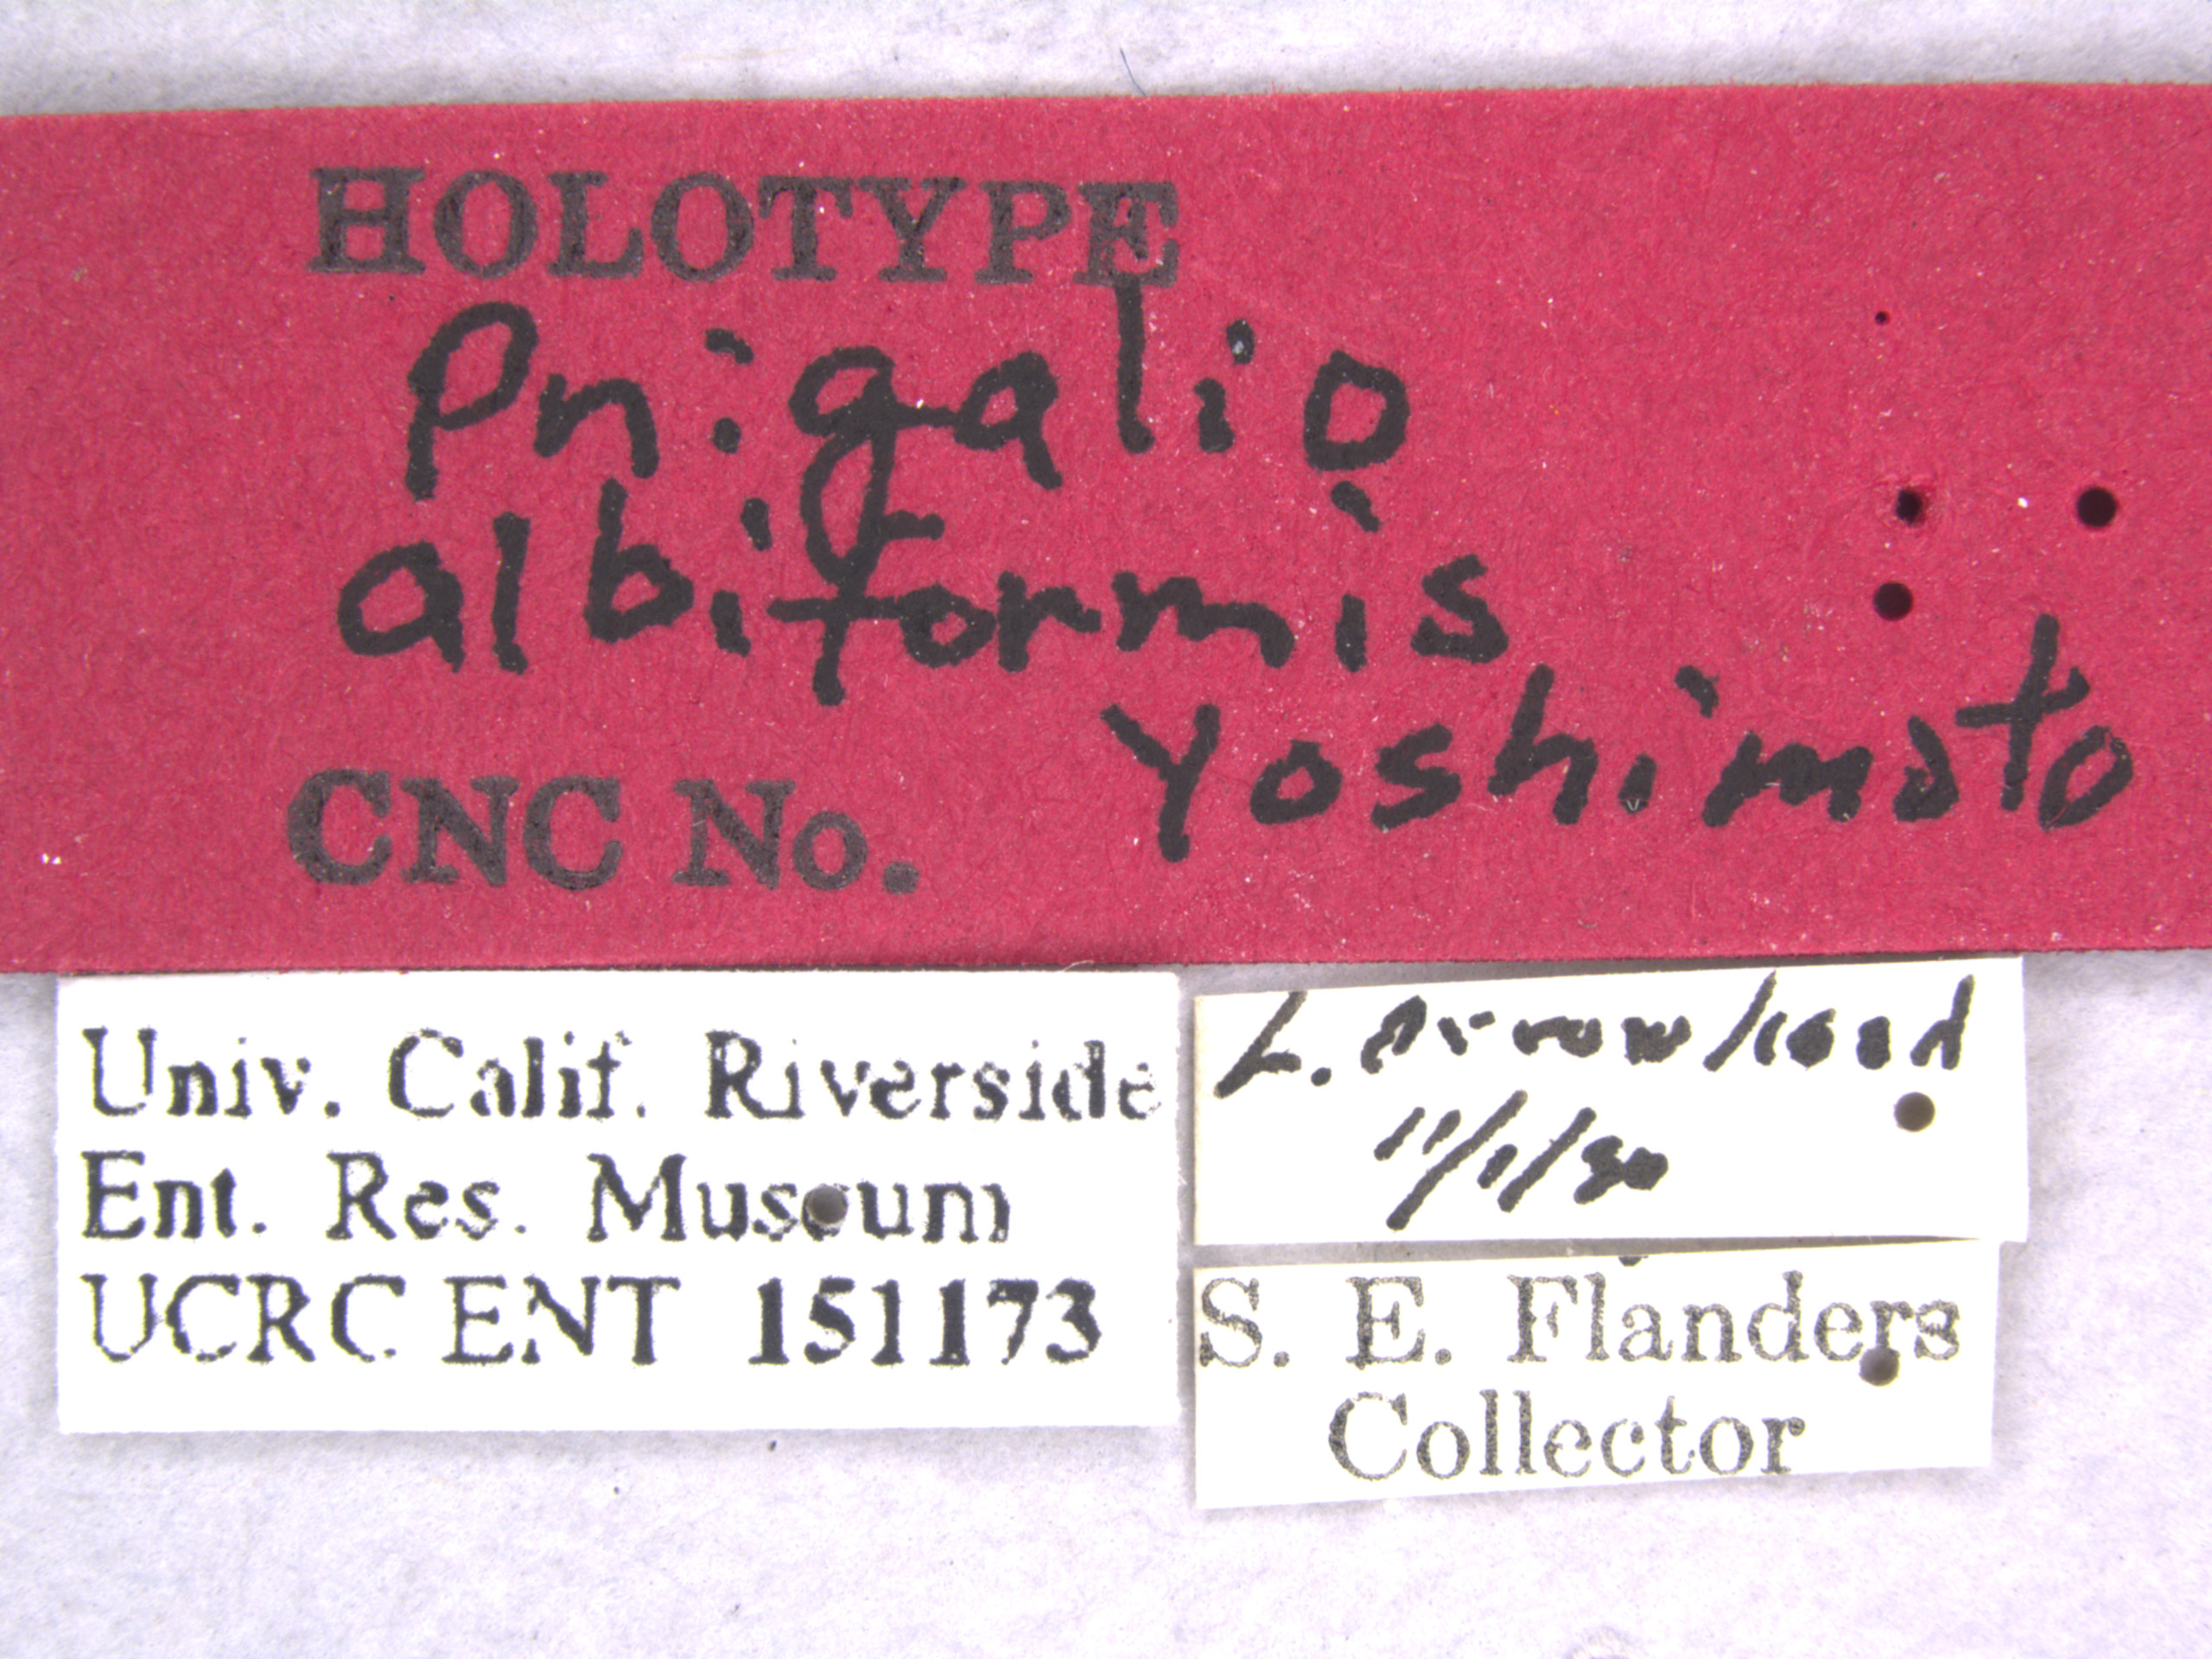 HOLOTYPE
Pnigalio
albiformis
Yoshimoto
CNC No.
Univ. Calif. Riverside
Ent. Res. Museum
UCRC ENT 151173
L. Arrowhead
11/1/30
S. E. Flanders
Collector